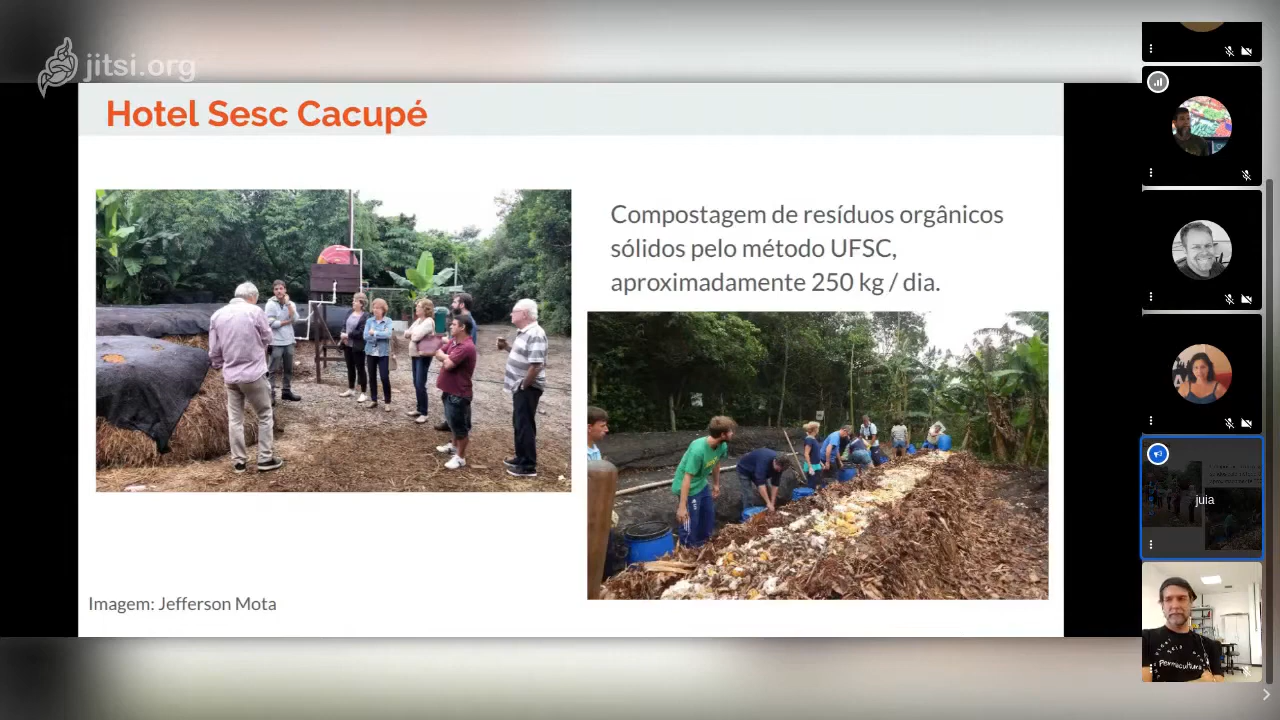 jitsi.org
Hotel Sesc Cacupé
Compostagem de resíduos orgânicos
sólidos pelo método UFSC,
aproximadamente 250 kg / dia.
Imagem: Jefferson Mota
juia
Permacultura